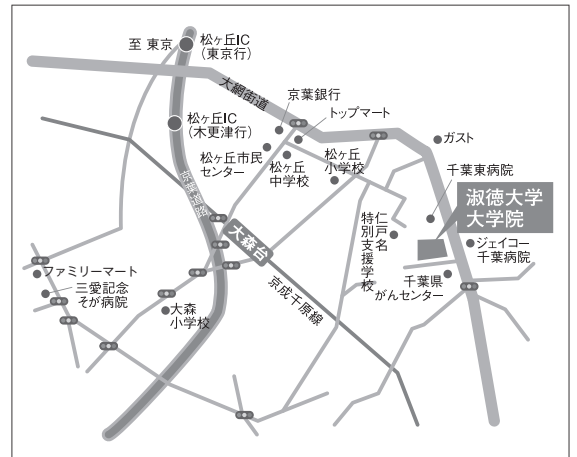 至 東京
松ヶ丘IC
（東京行）
大網街道
京葉銀行
トップマート
松ヶ丘IC
（木更津行）
ガスト
松ヶ丘市民
センター
松ヶ丘
中学校
松ヶ丘
小学校
千葉東病院
京葉道路
淑徳大学
大学院
仁戸名
特別支援学校
大森台
ジェイコー
千葉病院
ファミリーマート
三愛記念
そが病院
京成千原線
千葉県
がんセンター
大森
小学校